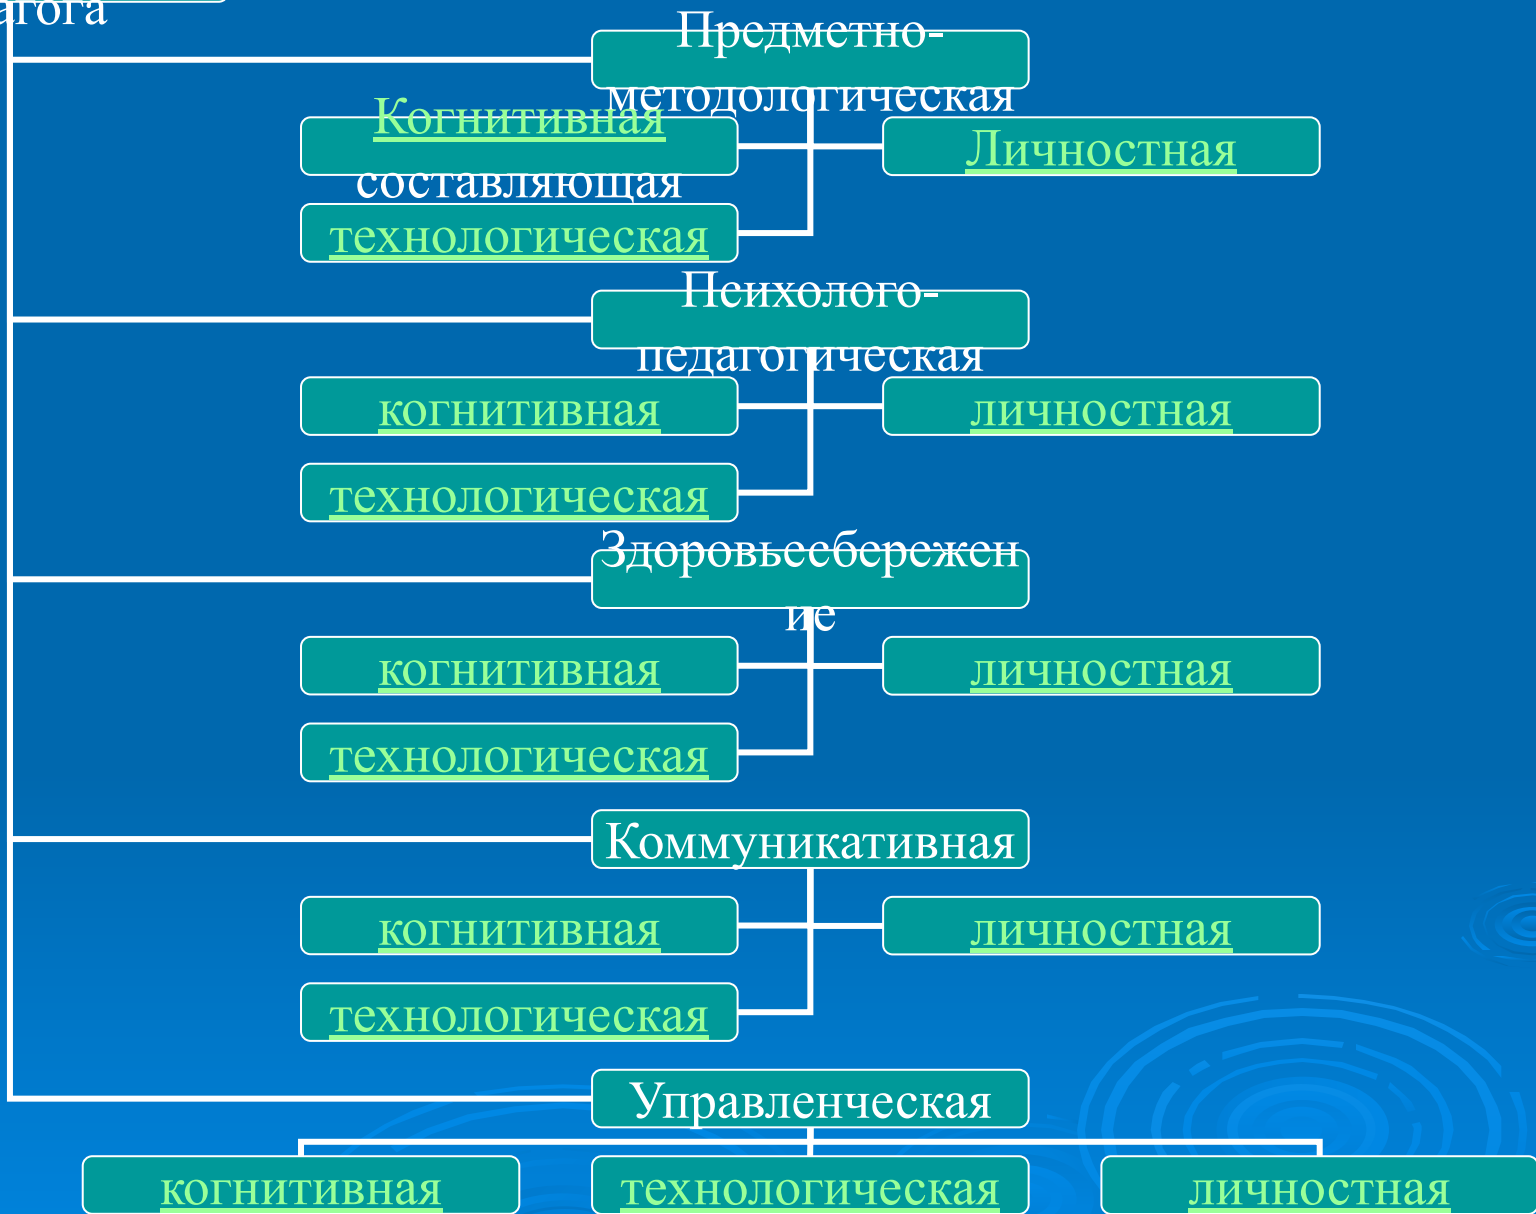 Предметно-
методологическая
Когнитивная
составляющая
Личностная
технологическая
Психолого-
педагогическая
когнитивная
личностная
технологическая
Здоровьесбережен
ие
когнитивная
личностная
технологическая
Коммуникативная
когнитивная
личностная
технологическая
Управленческая
когнитивная
технологическая
личностная